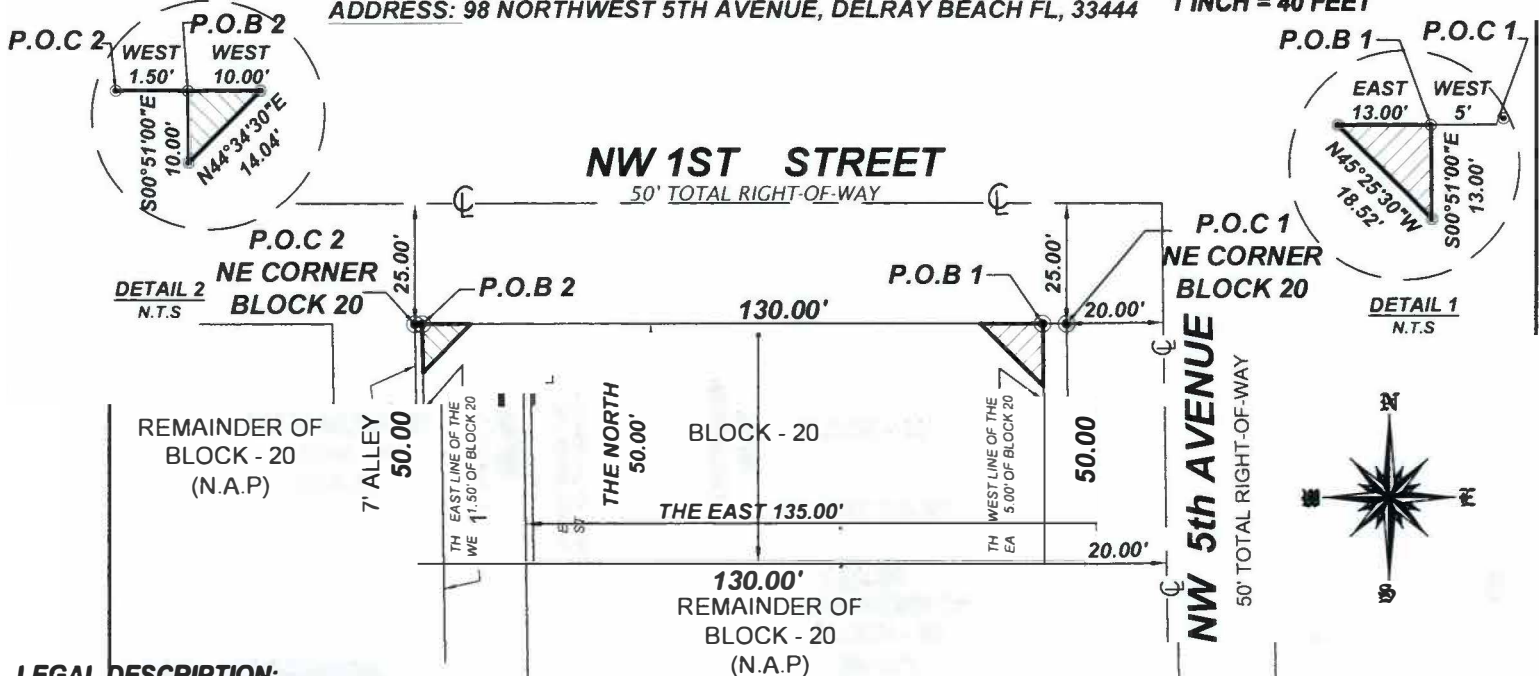 ADDRESS: 98 NORTHWEST 5TH AVENUE, DELRAY BEACH FL, 33444
1 INCH = 40 FEET
P.O.C 2
P.O.B 2
WEST
1.50'
WEST
10.00'
S00°51'00"E
10.00'
N44°34'30"E
14.04'
DETAIL 2
N.T.S
P.O.B 1
P.O.C 1
EAST
13.00'
WEST
5'
N45°25'30"W
18.52'
S00°51'00"E
13.00'
DETAIL 1
N.T.S
NW 1ST STREET
50' TOTAL RIGHT-OF-WAY
P.O.C 2
NE CORNER
BLOCK 20
25.00'
P.O.B 2
130.00'
P.O.B 1
25.00'
P.O.C 1
NE CORNER
BLOCK 20
20.00'
REMAINDER OF
BLOCK - 20
(N.A.P)
7' ALLEY
50.00
TH EAST LINE OF THE
WE 1.50' OF BLOCK 20
THE NORTH
50.00'
BLOCK - 20
TH WEST LINE OF THE
EA 5.00' OF BLOCK 20
50.00
NW 5th AVENUE
50' TOTAL RIGHT-OF-WAY
THE EAST 135.00'
20.00'
130.00'
REMAINDER OF
BLOCK - 20
(N.A.P)
N
E
S
LEGAL DESCRIPTION: